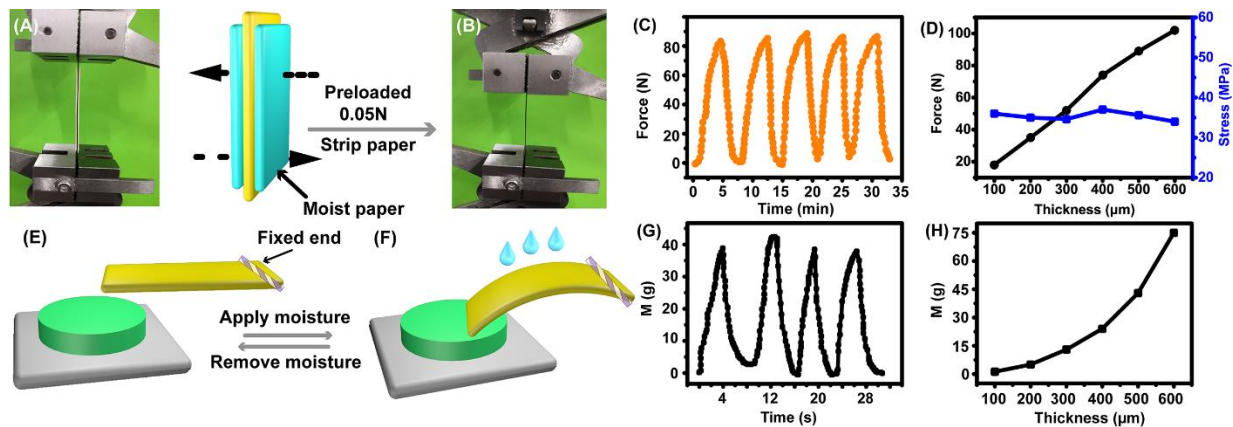 (A)
Preloaded
0.05N
Strip paper
Moist paper
(B)
(C)
Force (N)
100
80
60
40
20
0
0 5 10 15 20 25 30 35
Time (min)
(D)
Force (N)
100
80
60
40
20
60
50
40
30
20
Stress (MPa)
100 200 300 400 500 600
Thickness (µm)
(E)
Fixed end
Apply moisture
Remove moisture
(F)
(G)
M (g)
40
30
20
10
0
4 12 20 28
Time (s)
(H)
M (g)
75
60
45
30
15
0
100 200 300 400 500 600
Thickness (µm)